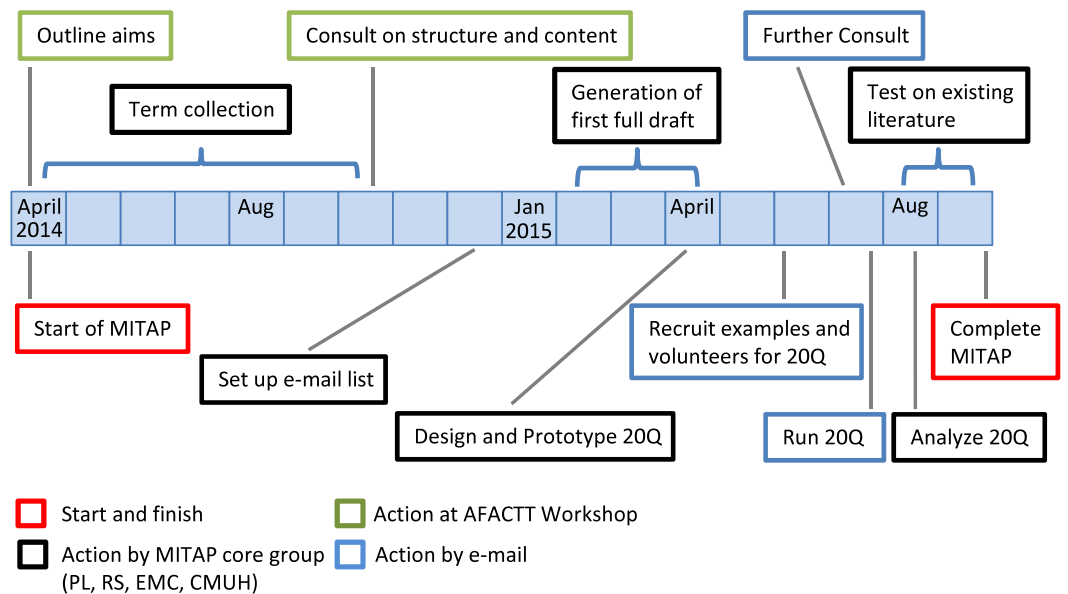 Outline aims
Consult on structure and content
Further Consult
Term collection
Generation of
first full draft
Test on existing
literature
April
2014
Aug
Jan
2015
April
Aug
Start of MITAP
Set up e-mail list
Design and Prototype 20Q
Recruit examples and
volunteers for 20Q
Complete
MITAP
Run 20Q
Analyze 20Q
Start and finish
Action at AFACTT Workshop
Action by MITAP core group
(PL, RS, EMC, CMUH)
Action by e-mail